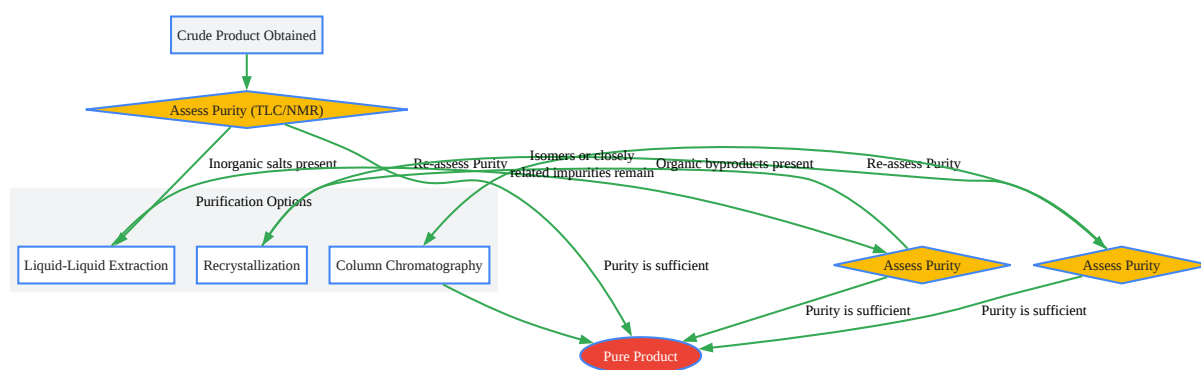 Crude Product Obtained
Assess Purity (TLC/NMR)
Inorganic salts present
Re-assess Purity
Isomers or closely
related impurities remain
Organic byproducts present
Re-assess Purity
Purification Options
Liquid-Liquid Extraction
Recrystallization
Column Chromatography
Purity is sufficient
Assess Purity
Assess Purity
Purity is sufficient
Purity is sufficient
Pure Product